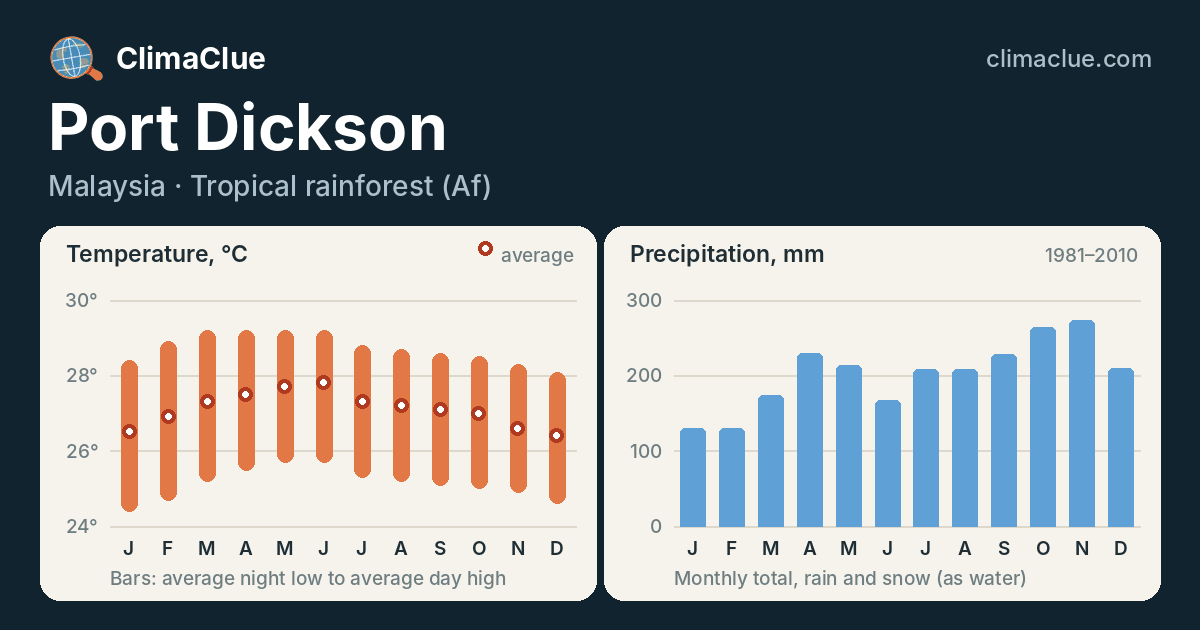 ClimaClue
climaclue.com
Port Dickson
Malaysia · Tropical rainforest (Af)
Temperature, °C
average
30°
28°
26°
24°
J F M A M J J A S O N D
Bars: average night low to average day high
Precipitation, mm
1981–2010
300
200
100
0
J F M A M J J A S O N D
Monthly total, rain and snow (as water)